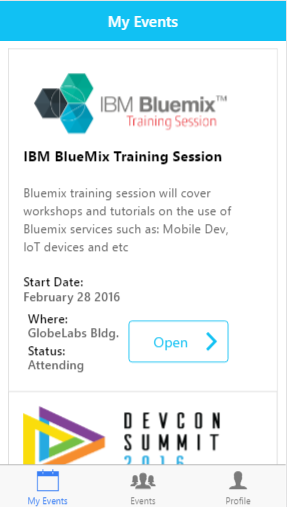 My Events
IBM Bluemix™
Training Session
IBM BlueMix Training Session
Bluemix training session will cover
workshops and tutorials on the use of
Bluemix services such as: Mobile Dev,
IoT devices and etc
Start Date:
February 28 2016
Where:
GlobeLabs Bldg.
Status:
Attending
Open
DEVCON
SUMMIT
2016
My Events
Events
Profile